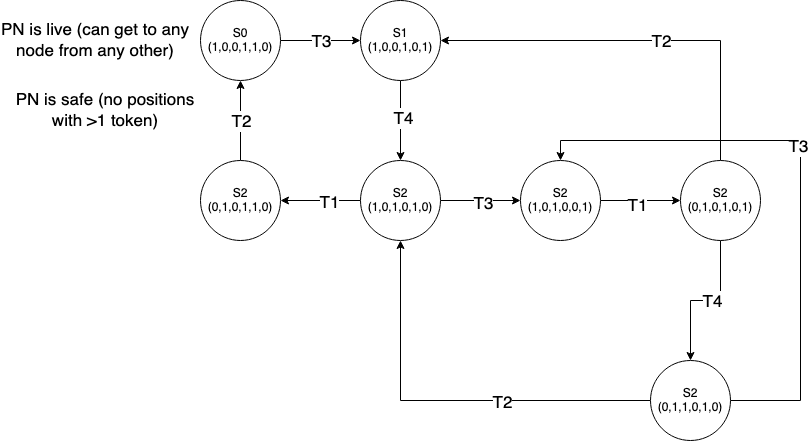 PN is live (can get to any
node from any other)
PN is safe (no positions
with >1 token)
S0
(1,0,0,1,1,0)
T3
S1
(1,0,0,1,0,1)
T2
T2
T4
T3
S2
(0,1,0,1,1,0)
T1
S2
(1,0,1,0,1,0)
T3
S2
(1,0,1,0,0,1)
T1
S2
(0,1,0,1,0,1)
T4
T2
S2
(0,1,1,0,1,0)